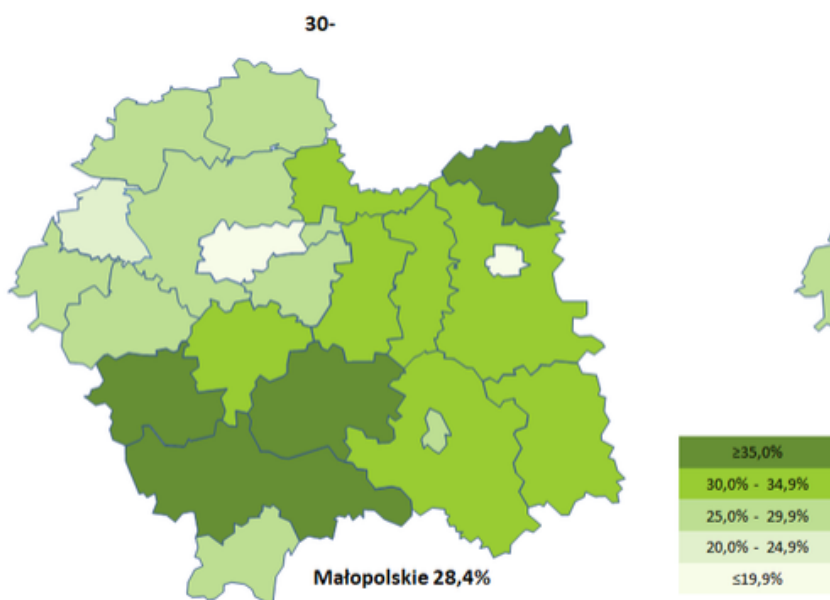 30-
≥35,0%
30,0% - 34,9%
25,0% - 29,9%
20,0% - 24,9%
≤19,9%
Małopolskie 28,4%